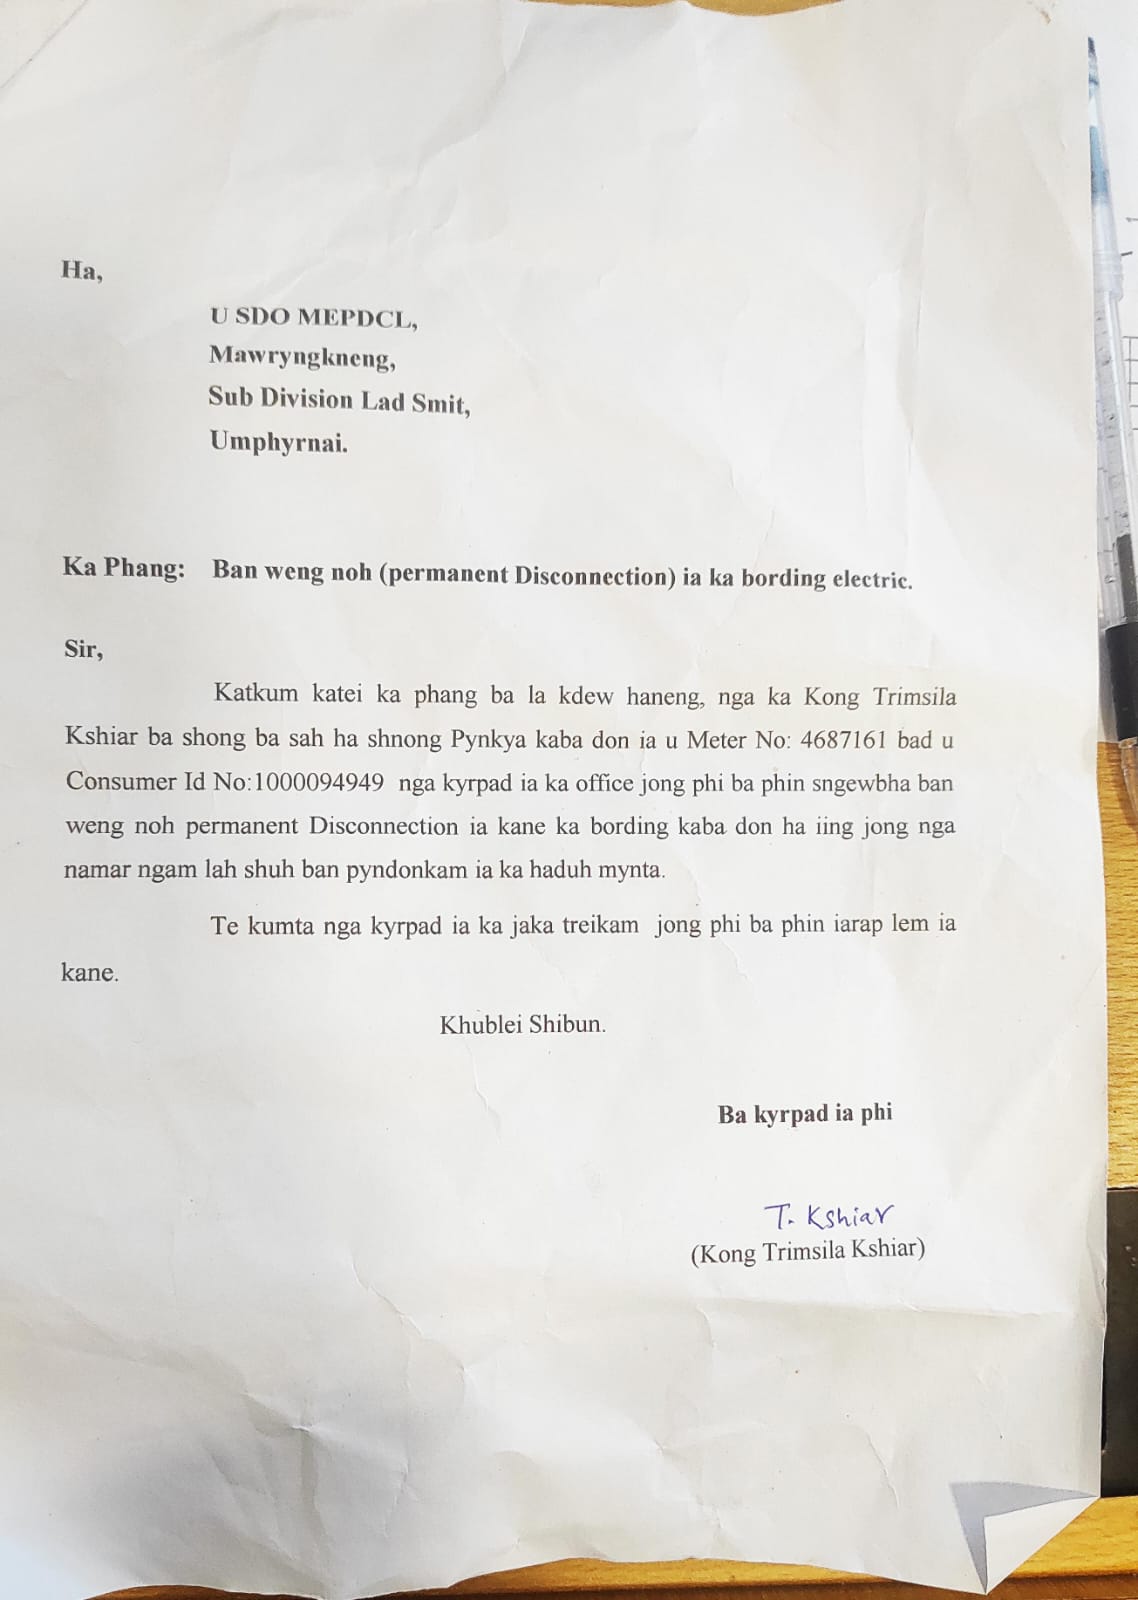 Ha,
U SDO MEPDCL,
Mawryngkneng,
Sub Division Lad Smit,
Umphyrnai.
Ka Phang: Ban weng noh (permanent Disconnection) ia ka bording electric.
Sir,
Katkum katei ka phang ba la kdew haneng, nga ka Kong Trimsila
Kshiar ba shong ba sah ha shnong Pynkya kaba don ia u Meter No: 4687161 bad u
Consumer Id No:1000094949 nga kyrpad ia ka office jong phi ba phin sngewbha ban
weng noh permanent Disconnection ia kane ka bording kaba don ha iing jong nga
namar ngam lah shuh ban pyndonkam ia ka haduh mynta.
Te kumta nga kyrpad ia ka jaka treikam jong phi ba phin iarap lem ia
kane.
Khublei Shibun.
Ba kyrpad ia phi
T. Kshiar
(Kong Trimsila Kshiar)